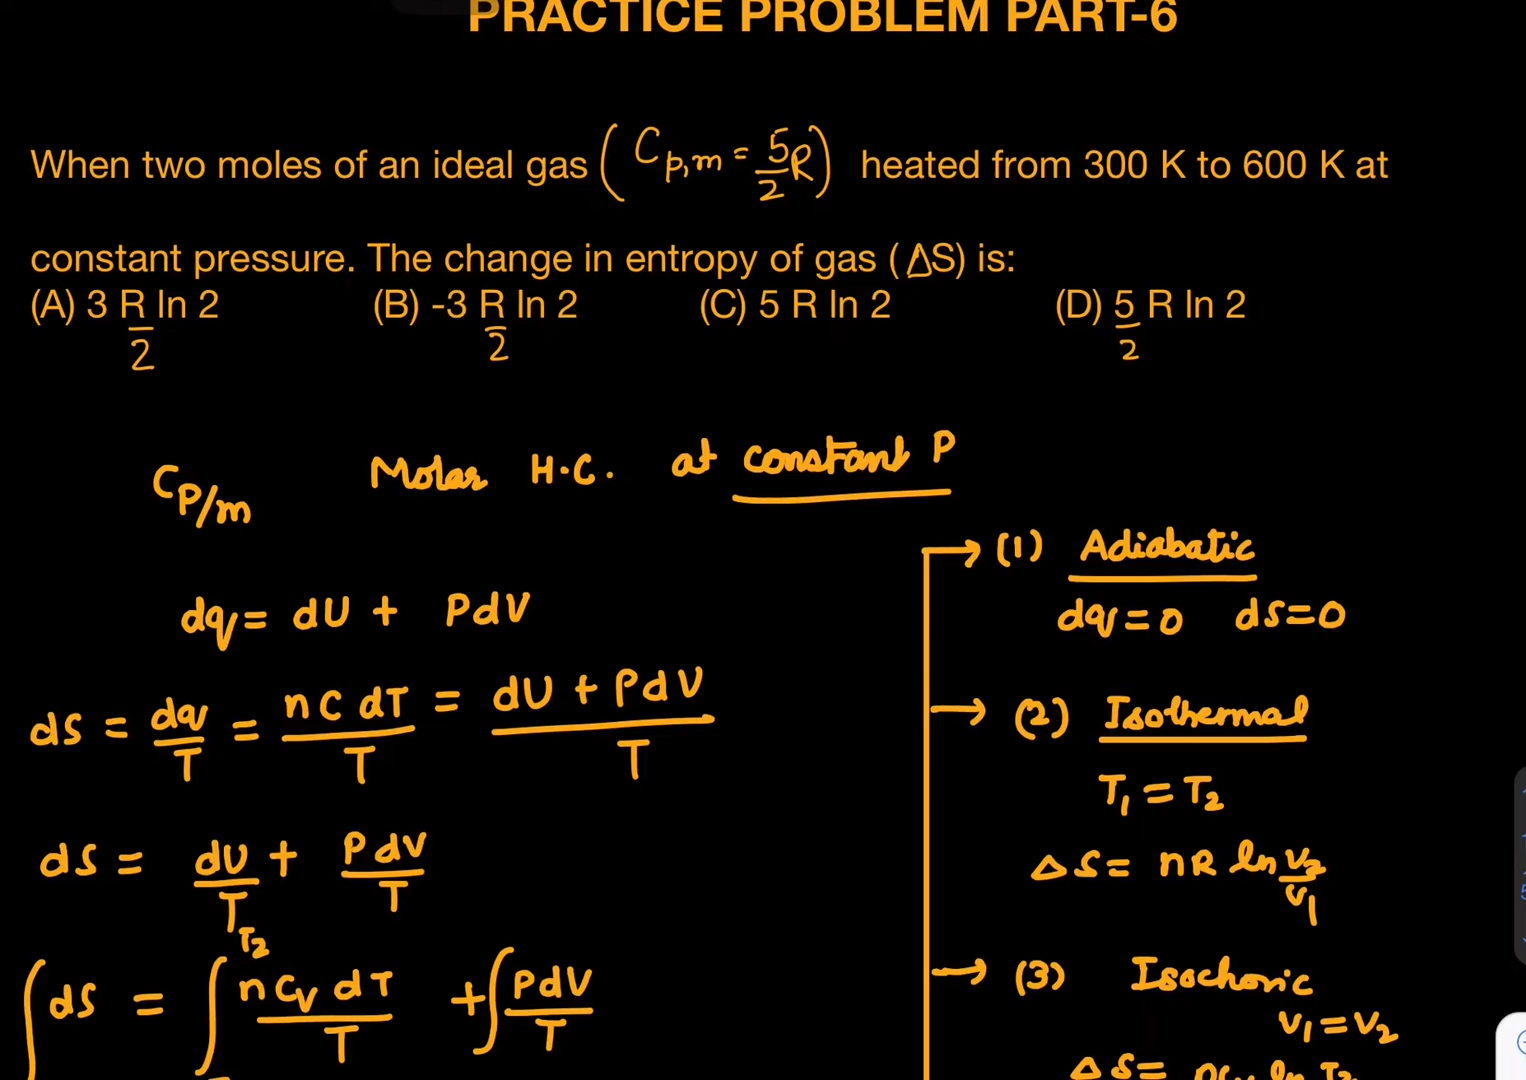 PRACTICE PROBLEM PART-6
When two moles of an ideal gas (Cp,m = 5/2 R) heated from 300 K to 600 K at
constant pressure. The change in entropy of gas (ΔS) is:
(A) 3 R/2 ln 2 (B) -3 R/2 ln 2 (C) 5 R ln 2 (D) 5/2 R ln 2
CP/m Molar H.C. at constant P
dq = dU + PdV
dS = dq/T = nCdT/T = dU + PdV/T
dS = dU/T + PdV/T
∫dS = ∫T2 nCv dT/T + ∫PdV/T
→ (1) Adiabatic
dq = 0 dS = 0
→ (2) Isothermal
T1 = T2
ΔS = nR ln V2/V1
→ (3) Isochoric
V1 = V2
ΔS =